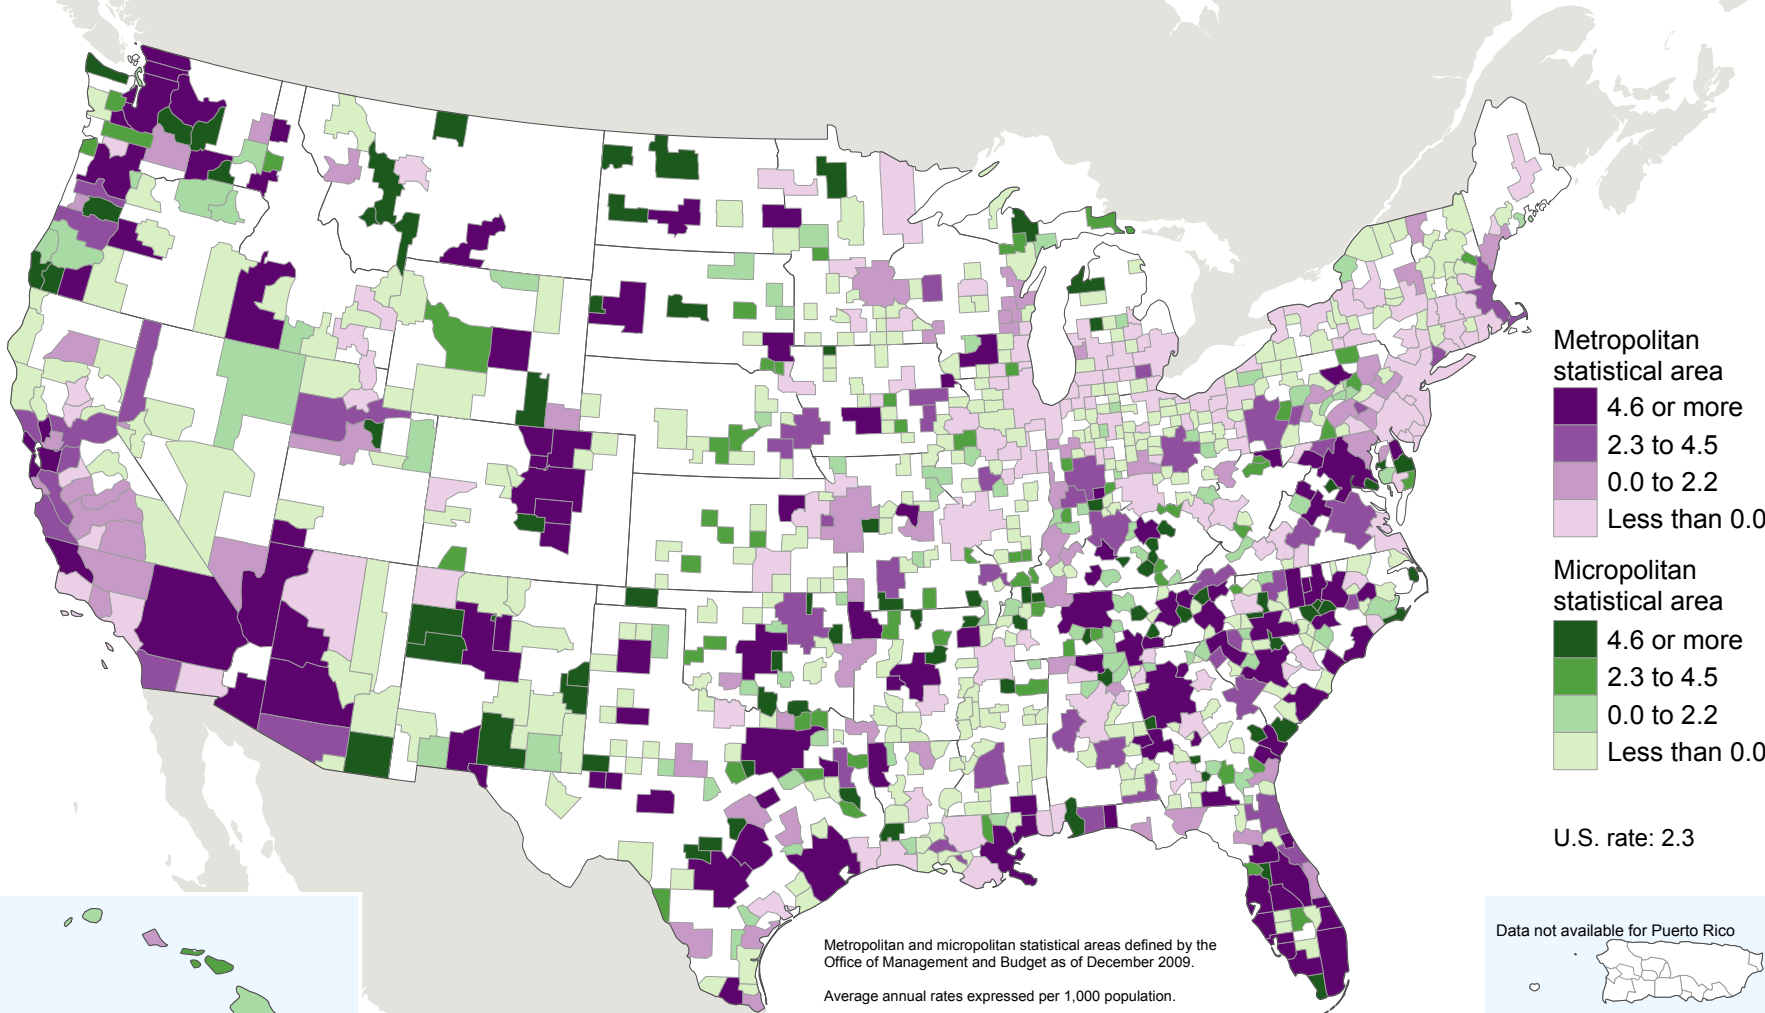 Metropolitan
statistical area
4.6 or more
2.3 to 4.5
0.0 to 2.2
Less than 0.0
Micropolitan
statistical area
4.6 or more
2.3 to 4.5
0.0 to 2.2
Less than 0.0
U.S. rate: 2.3
Data not available for Puerto Rico
Metropolitan and micropolitan statistical areas defined by the
Office of Management and Budget as of December 2009.
Average annual rates expressed per 1,000 population.